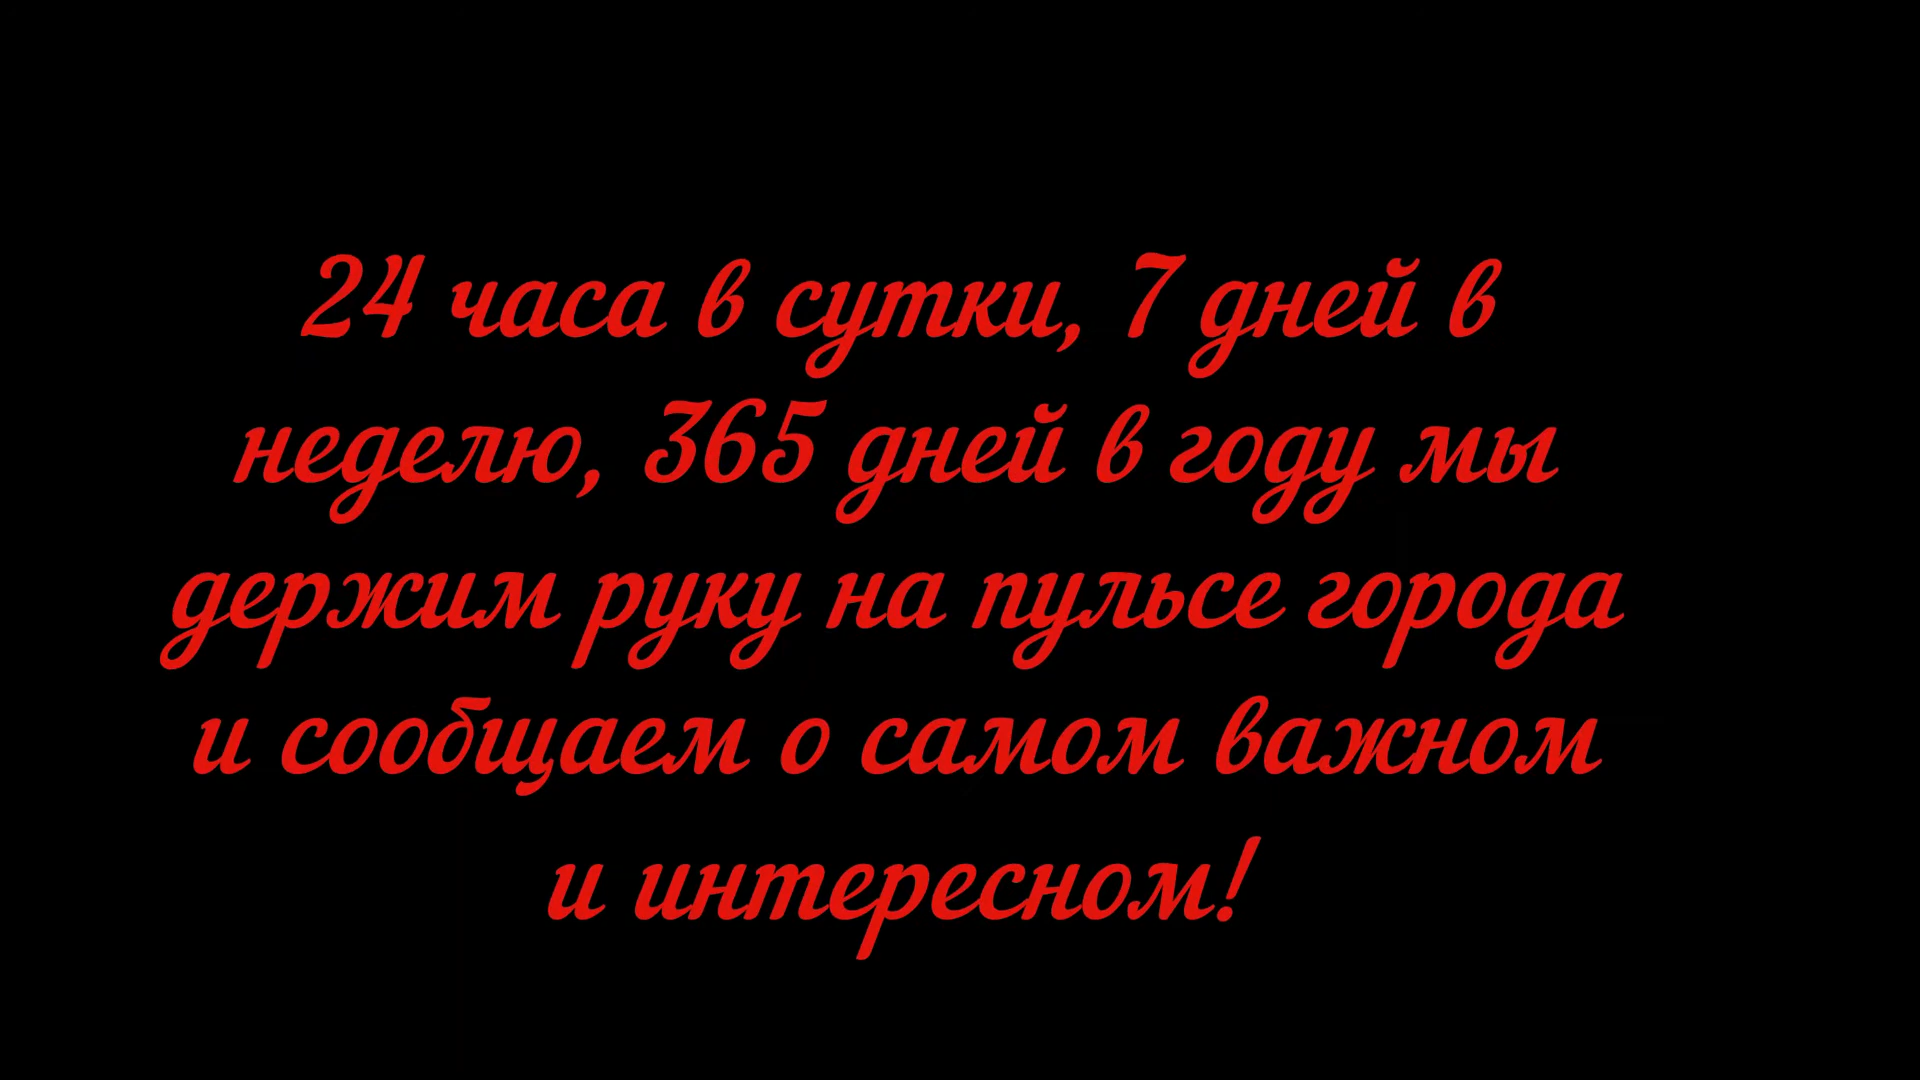 24 часа в сутки, 7 дней в
неделю, 365 дней в году мы
держим руку на пульсе города
и сообщаем о самом важном
и интересном!